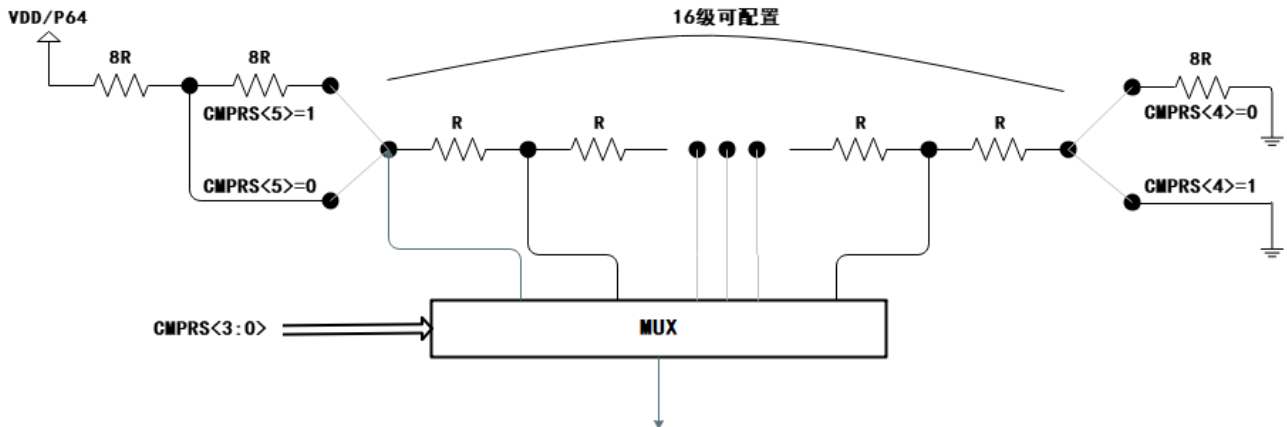 VDD/P64
16级可配置
8R
8R
8R
CMPRS<5>=1
CMPRS<4>=0
R
R
R
R
CMPRS<5>=0
CMPRS<4>=1
CMPRS<3:0>
MUX